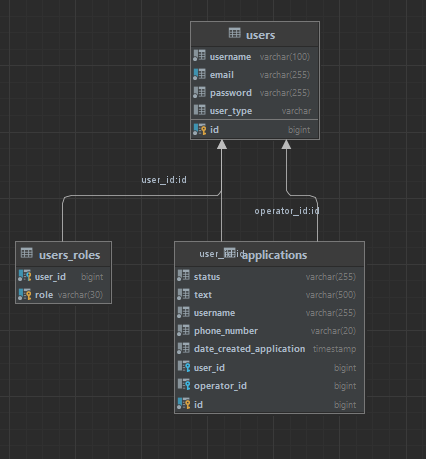 users
username varchar(100)
email varchar(255)
password varchar(255)
user_type varchar
id bigint
user_id:id
operator_id:id
users_roles
user_id bigint
role varchar(30)
user_id:id
applications
status varchar(255)
text varchar(500)
username varchar(255)
phone_number varchar(20)
date_created_application timestamp
user_id bigint
operator_id bigint
id bigint